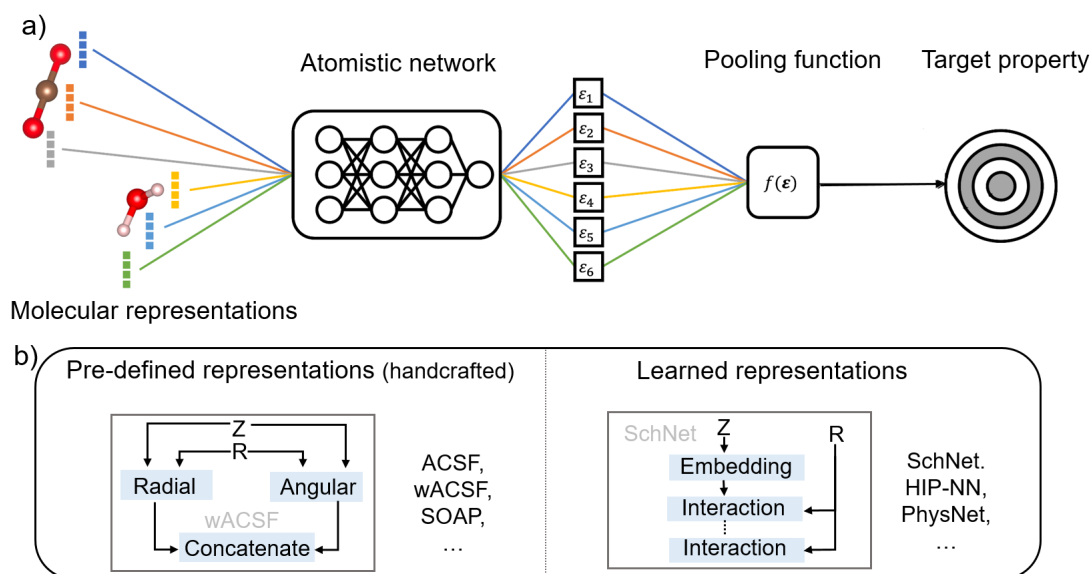 a)
Atomistic network
Pooling function
Target property
ε₁
ε₂
ε₃
ε₄
ε₅
ε₆
f(ε)
Molecular representations
b)
Pre-defined representations (handcrafted)
Z
R
Radial
Angular
wACSF
Concatenate
ACSF,
wACSF,
SOAP,
...
Learned representations
SchNet
Z
R
Embedding
Interaction
Interaction
SchNet.
HIP-NN,
PhysNet,
...